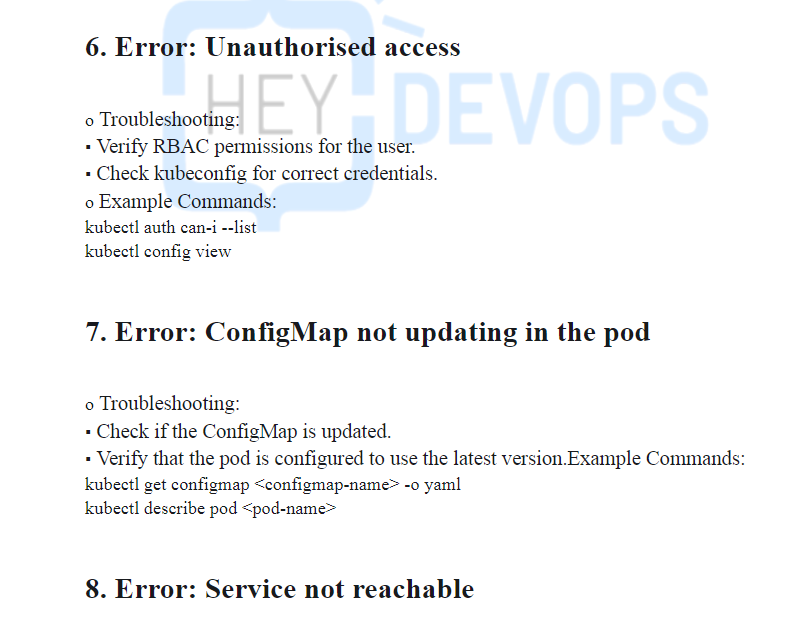 6. Error: Unauthorised access
HEY DEVOPS
o Troubleshooting:
▪ Verify RBAC permissions for the user.
▪ Check kubeconfig for correct credentials.
o Example Commands:
kubectl auth can-i --list
kubectl config view
7. Error: ConfigMap not updating in the pod
o Troubleshooting:
▪ Check if the ConfigMap is updated.
▪ Verify that the pod is configured to use the latest version.Example Commands:
kubectl get configmap <configmap-name> -o yaml
kubectl describe pod <pod-name>
8. Error: Service not reachable